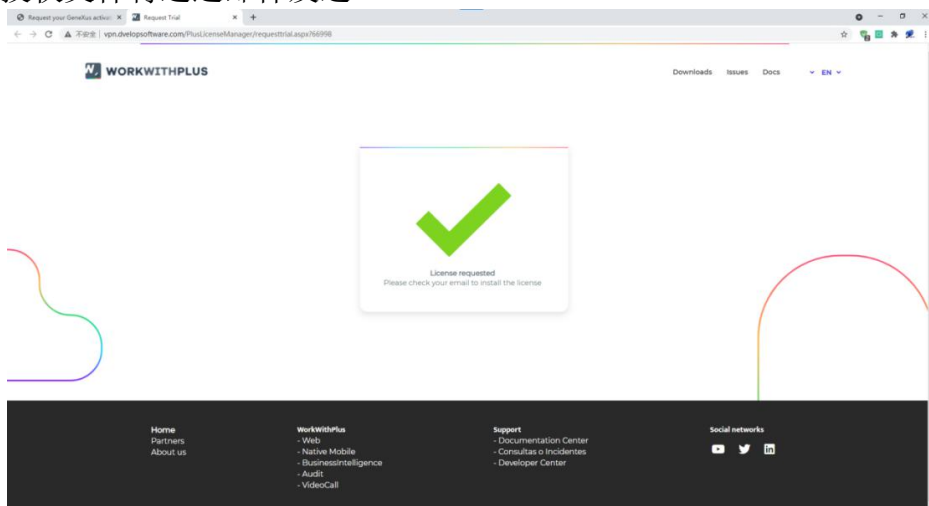 Request your GeneXus activati
Request Trial
不安全 | vpn.dvelopsoftware.com/PlusLicenseManager/requesttrial.aspx?66998
WORKWITHPLUS
Downloads Issues Docs EN
License requested
Please check your email to install the license
Home
Partners
About us
WorkWithPlus
- Web
- Native Mobile
- BusinessIntelligence
- Audit
- VideoCall
Support
- Documentation Center
- Consultas o Incidentes
- Developer Center
Social networks